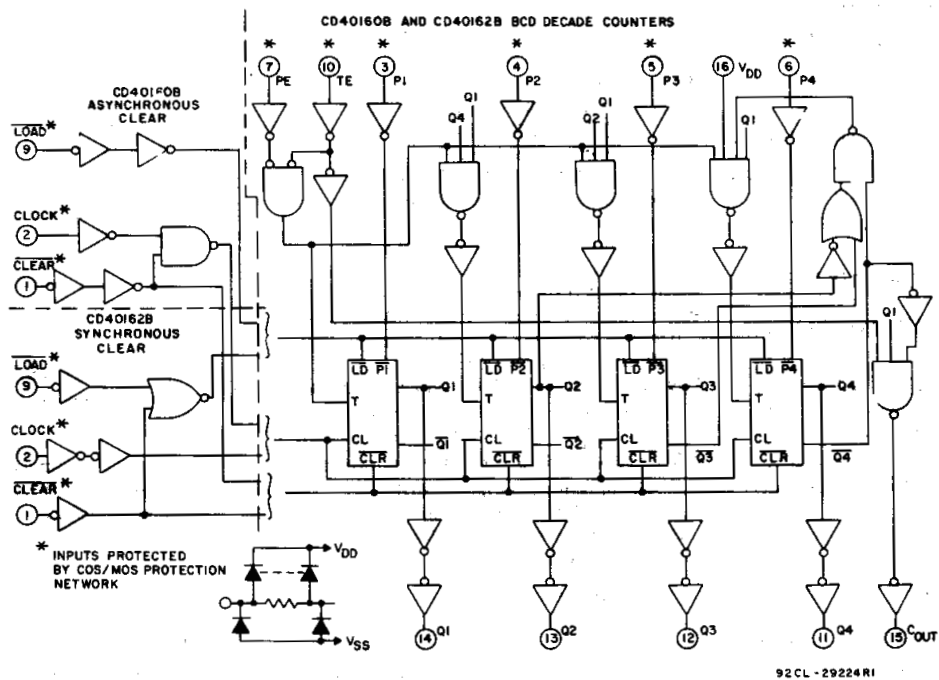 CD40160B AND CD40162B BCD DECADE COUNTERS
* * * * * *
7 PE 10 TE 3 P1 4 P2 5 P3 16 VDD 6 P4
CD40160B
ASYNCHRONOUS
CLEAR
LOAD*
9
CLOCK*
2
CLEAR*
1
CD40162B
SYNCHRONOUS
CLEAR
LOAD*
9
CLOCK*
2
CLEAR*
1
Q4 Q1
Q2 Q1
Q1
Q1
LD P1
T
CL
CLR
Q1
Q1
LD P2
T
CL
CLR
Q2
Q2
LD P3
T
CL
CLR
Q3
Q3
LD P4
T
CL
CLR
Q4
Q4
* INPUTS PROTECTED
BY COS/MOS PROTECTION
NETWORK
VDD
VSS
14 Q1 13 Q2 12 Q3 11 Q4 15 COUT
92CL-29224R1